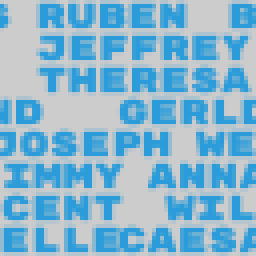 S RUBEN B
JEFFREY
THERESA
ND GERLD
JOSEPH WE
IMMY ANNA
CENT WIL
ELLECAESA